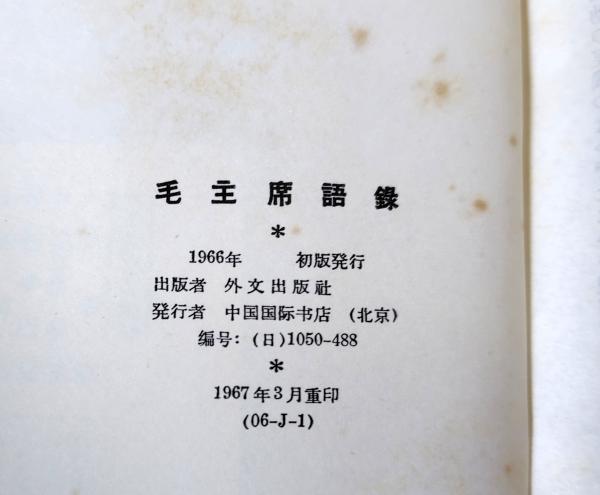 毛主席語錄
*
1966年 初版発行
出版者 外文出版社
発行者 中国国际书店 (北京)
编号: (日)1050-488
*
1967年3月重印
(06-J-1)